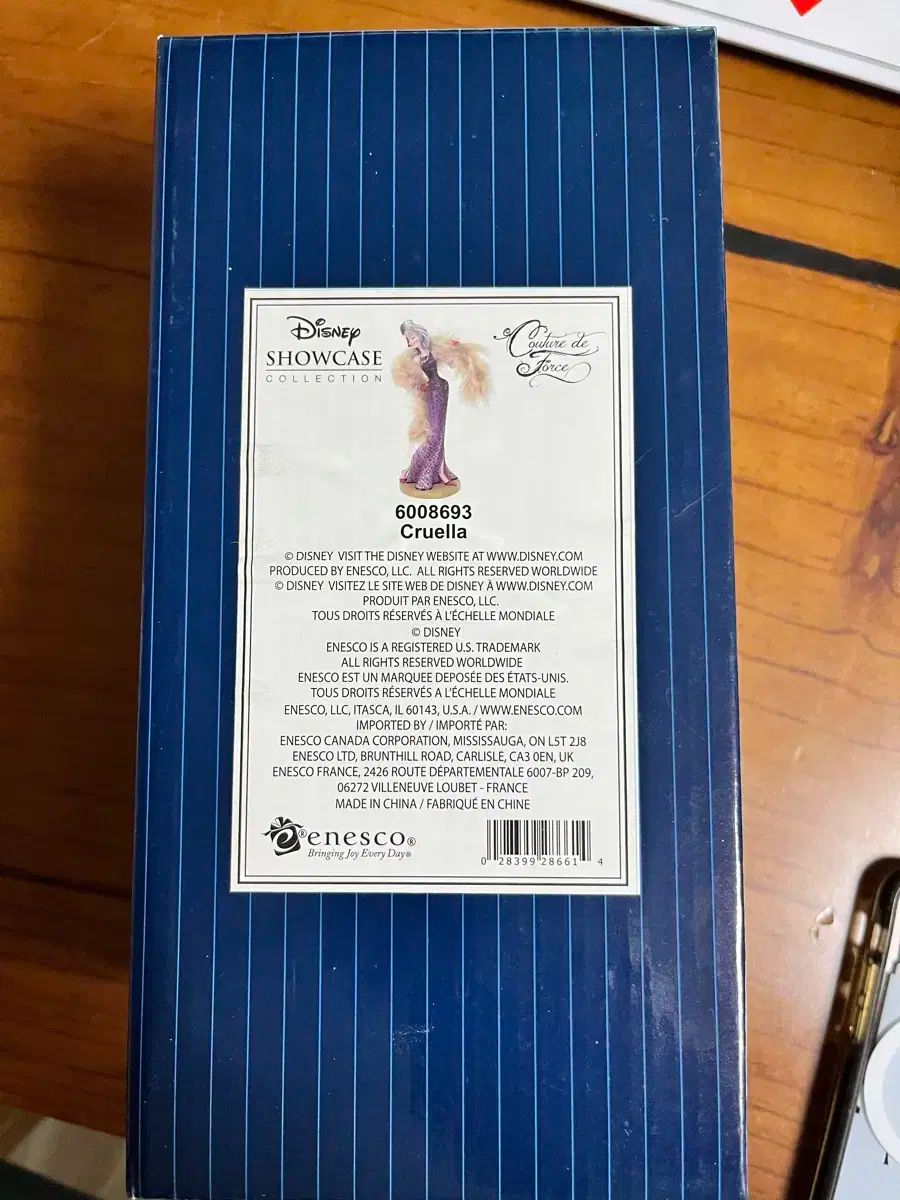 Disney
SHOWCASE
COLLECTION
Couture de
Force
6008693
Cruella
© DISNEY VISIT THE DISNEY WEBSITE AT WWW.DISNEY.COM
PRODUCED BY ENESCO, LLC. ALL RIGHTS RESERVED WORLDWIDE
© DISNEY VISITEZ LE SITE WEB DE DISNEY À WWW.DISNEY.COM
PRODUIT PAR ENESCO, LLC.
TOUS DROITS RÉSERVÉS À L'ÉCHELLE MONDIALE
© DISNEY
ENESCO IS A REGISTERED U.S. TRADEMARK
ALL RIGHTS RESERVED WORLDWIDE
ENESCO EST UN MARQUEE DEPOSÉE DES ÉTATS-UNIS.
TOUS DROITS RÉSERVÉS A L'ÉCHELLE MONDIALE
ENESCO, LLC, ITASCA, IL 60143, U.S.A. / WWW.ENESCO.COM
IMPORTED BY / IMPORTÉ PAR:
ENESCO CANADA CORPORATION, MISSISSAUGA, ON L5T 2J8
ENESCO LTD, BRUNTHILL ROAD, CARLISLE, CA3 0EN, UK
ENESCO FRANCE, 2426 ROUTE DÉPARTEMENTALE 6007-BP 209,
06272 VILLENEUVE LOUBET - FRANCE
MADE IN CHINA / FABRIQUÉ EN CHINE
e® enesco®
Bringing Joy Every Day®
0 28399 28661 4